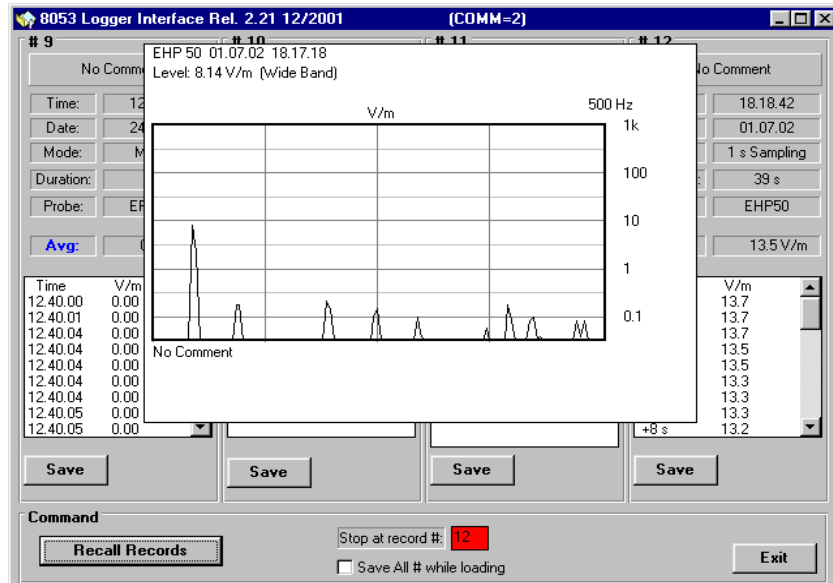 8053 Logger Interface Rel. 2.21 12/2001 (COMM=2)
# 9 # 10 # 11 # 12
EHP 50 01.07.02 18.17.18
Level: 8.14 V/m (Wide Band)
V/m
500 Hz
1k
100
10
1
0.1
No Comment
No Comment
Time: 12
Date: 24
Mode:
Duration:
Probe:
Avg:
Time V/m
12.40.00 0.00
12.40.01 0.00
12.40.04 0.00
12.40.04 0.00
12.40.04 0.00
12.40.04 0.00
12.40.04 0.00
12.40.05 0.00
12.40.05 0.00
Save
Save
Save
18.18.42
01.07.02
1 s Sampling
39 s
EHP50
13.5 V/m
V/m
13.7
13.7
13.7
13.5
13.5
13.3
13.3
13.3
+8 s 13.2
Save
Command
Recall Records
Stop at record #: 12
Save All # while loading
Exit